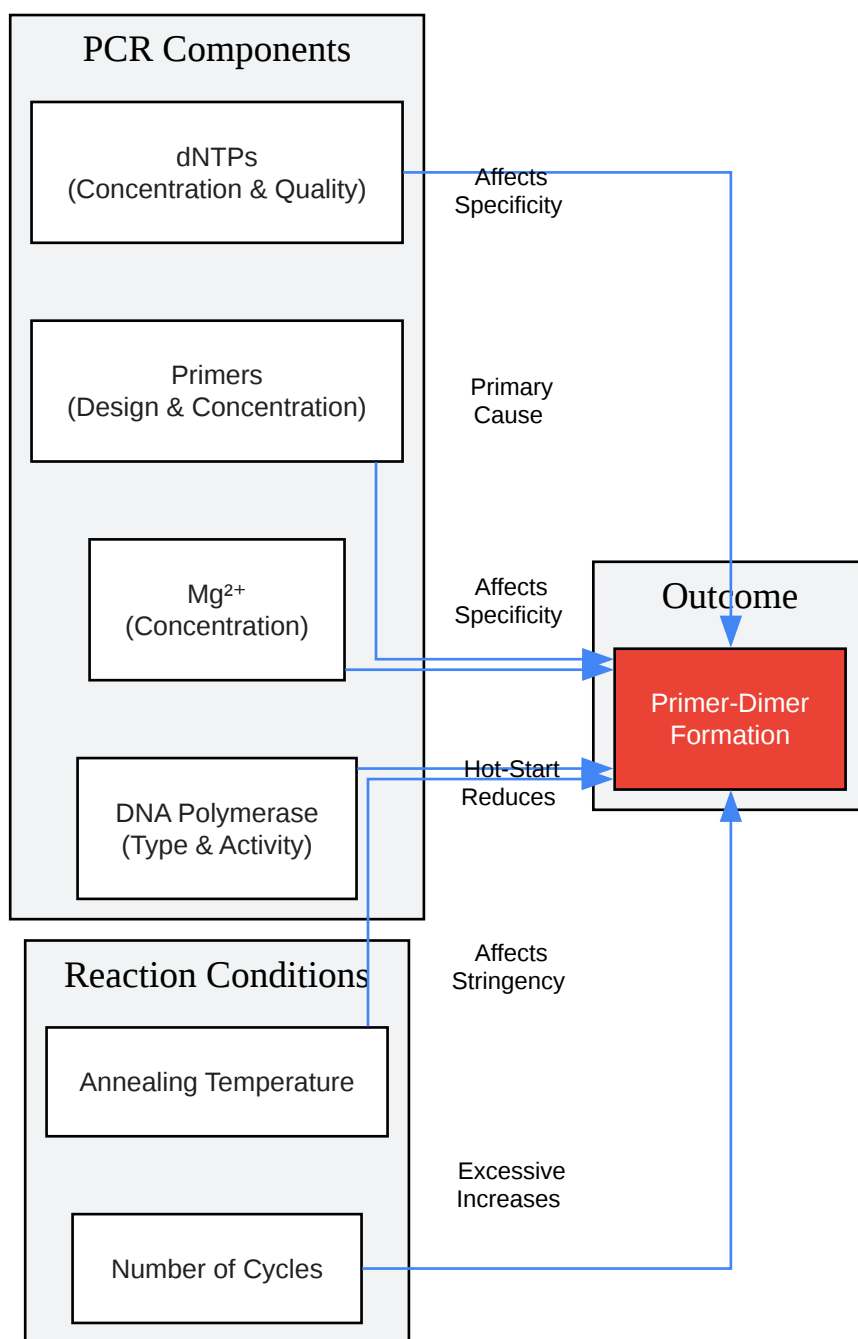 PCR Components
dNTPs
(Concentration & Quality)
Affects
Specificity
Primers
(Design & Concentration)
Primary
Cause
Mg²⁺
(Concentration)
Affects
Specificity
Outcome
Primer-Dimer
Formation
DNA Polymerase
(Type & Activity)
Hot-Start
Reduces
Reaction Conditions
Affects
Stringency
Annealing Temperature
Excessive
Increases
Number of Cycles